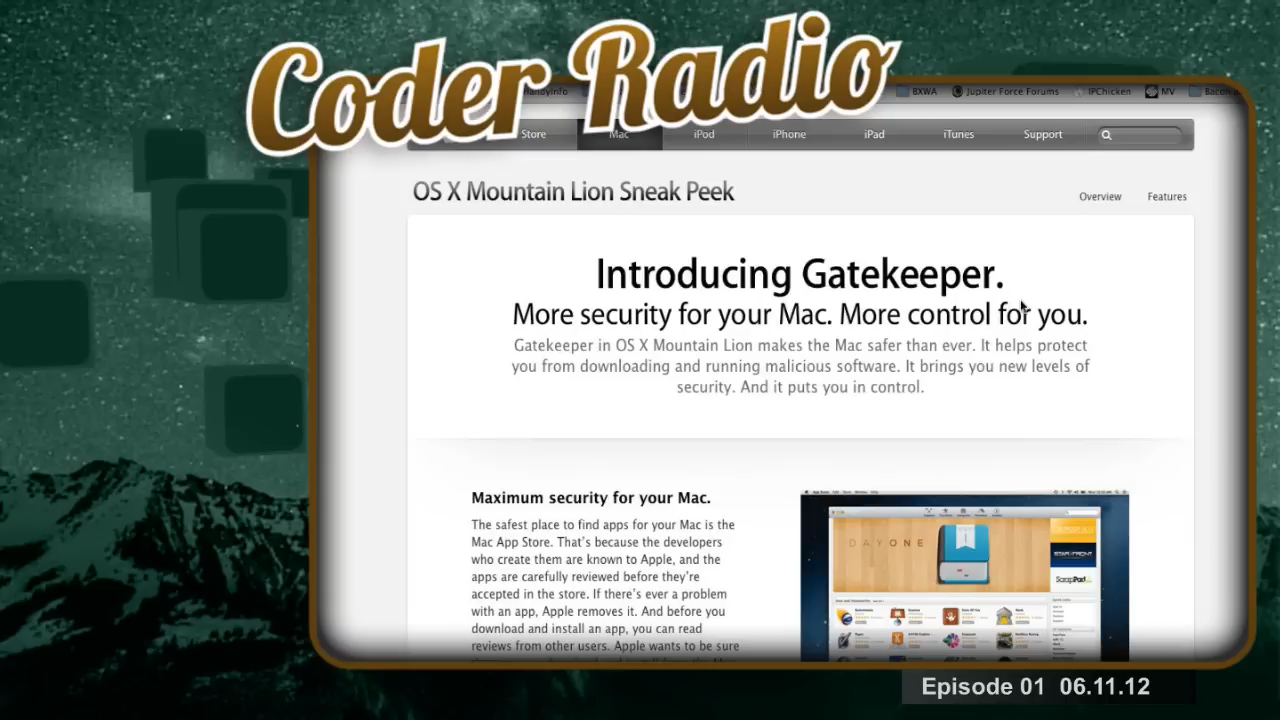 Coder Radio
handyinfo
BXWA
Jupiter Force Forums
IPChicken
MV
Bacon
Store
Mac
iPod
iPhone
iPad
iTunes
Support
OS X Mountain Lion Sneak Peek
Overview
Features
Introducing Gatekeeper.
More security for your Mac. More control for you.
Gatekeeper in OS X Mountain Lion makes the Mac safer than ever. It helps protect
you from downloading and running malicious software. It brings you new levels of
security. And it puts you in control.
Maximum security for your Mac.
The safest place to find apps for your Mac is the
Mac App Store. That's because the developers
who create them are known to Apple, and the
apps are carefully reviewed before they're
accepted in the store. If there's ever a problem
with an app, Apple removes it. And before you
download and install an app, you can read
reviews from other users. Apple wants to be sure
DAY ONE
ScrapPad
Episode 01 06.11.12